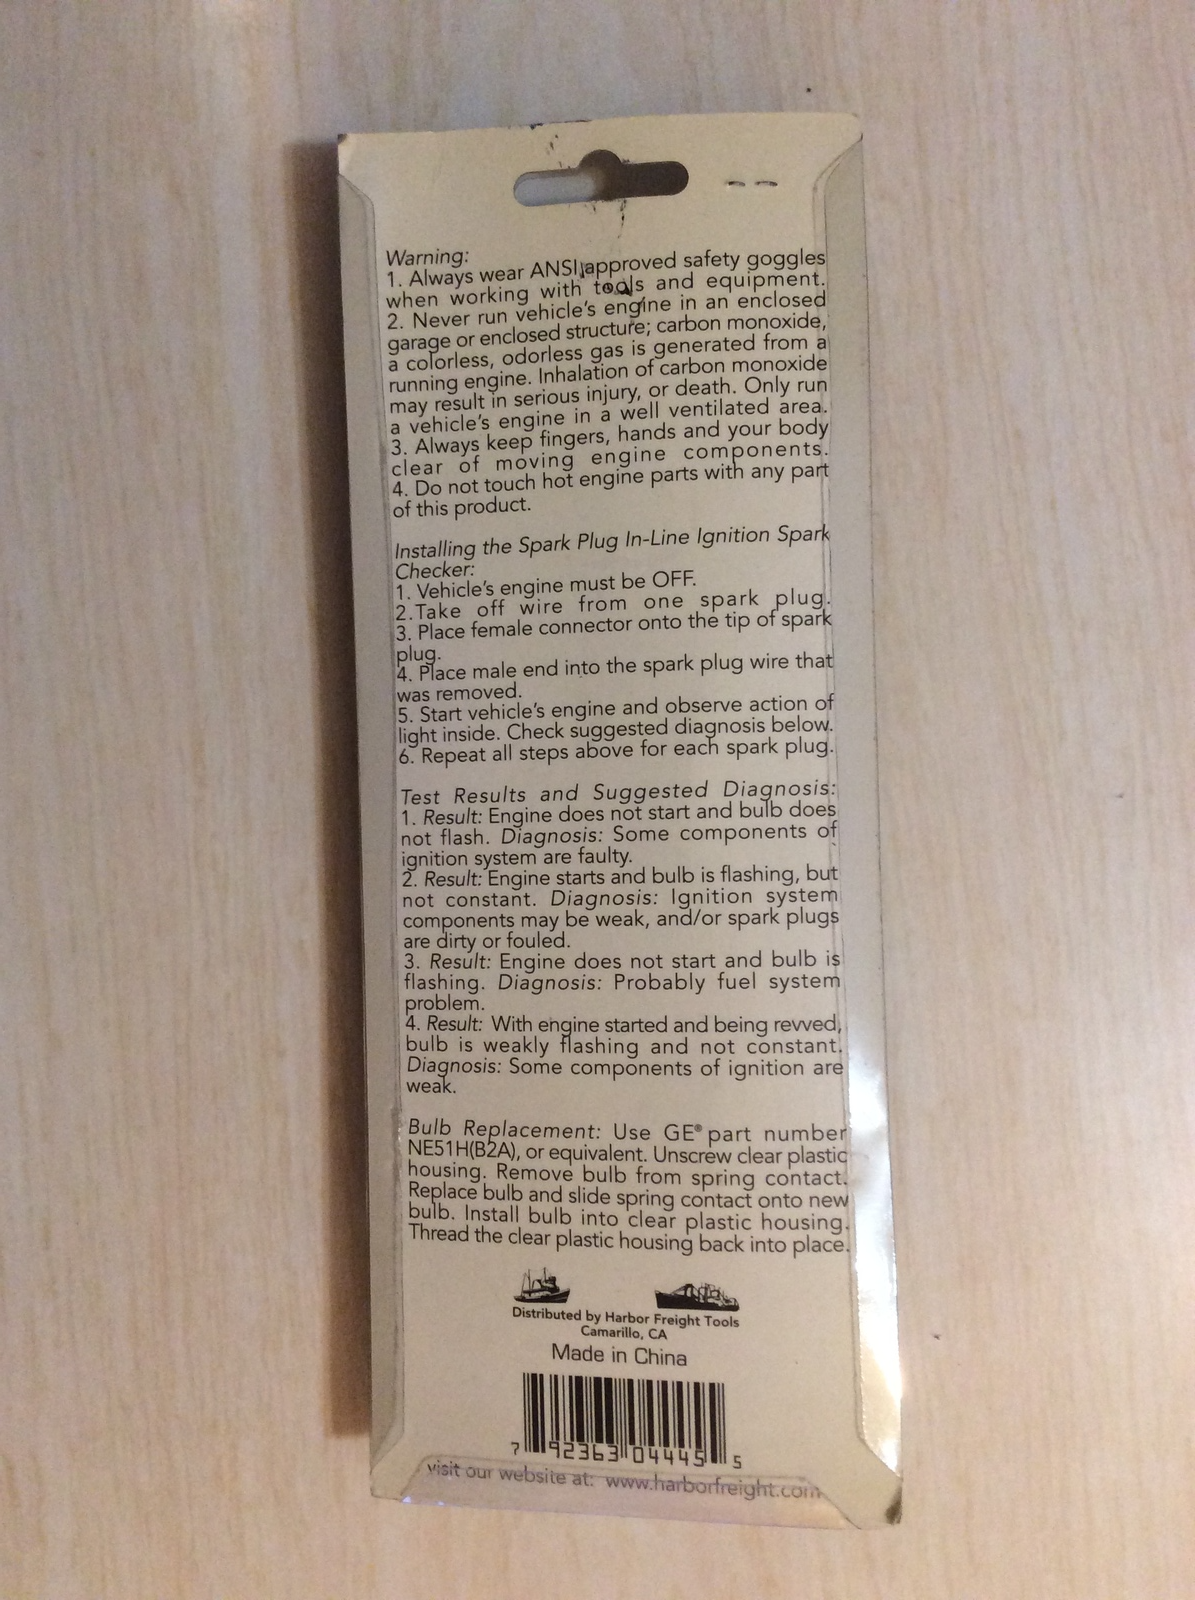 Warning:
1. Always wear ANSI approved safety goggles
when working with tools and equipment.
2. Never run vehicle's engine in an enclosed
garage or enclosed structure; carbon monoxide,
a colorless, odorless gas is generated from a
running engine. Inhalation of carbon monoxide
may result in serious injury, or death. Only run
a vehicle's engine in a well ventilated area.
3. Always keep fingers, hands and your body
clear of moving engine components.
4. Do not touch hot engine parts with any part
of this product.
Installing the Spark Plug In-Line Ignition Spark
Checker:
1. Vehicle's engine must be OFF.
2.Take off wire from one spark plug.
3. Place female connector onto the tip of spark
plug.
4. Place male end into the spark plug wire that
was removed.
5. Start vehicle's engine and observe action of
light inside. Check suggested diagnosis below.
6. Repeat all steps above for each spark plug.
Test Results and Suggested Diagnosis:
1. Result: Engine does not start and bulb does
not flash. Diagnosis: Some components of
ignition system are faulty.
2. Result: Engine starts and bulb is flashing, but
not constant. Diagnosis: Ignition system
components may be weak, and/or spark plugs
are dirty or fouled.
3. Result: Engine does not start and bulb is
flashing. Diagnosis: Probably fuel system
problem.
4. Result: With engine started and being revved,
bulb is weakly flashing and not constant.
Diagnosis: Some components of ignition are
weak.
Bulb Replacement: Use GE® part number
NE51H(B2A), or equivalent. Unscrew clear plastic
housing. Remove bulb from spring contact.
Replace bulb and slide spring contact onto new
bulb. Install bulb into clear plastic housing.
Thread the clear plastic housing back into place.
Distributed by Harbor Freight Tools
Camarillo, CA
Made in China
7 92363 04445 5
visit our website at: www.harborfreight.com